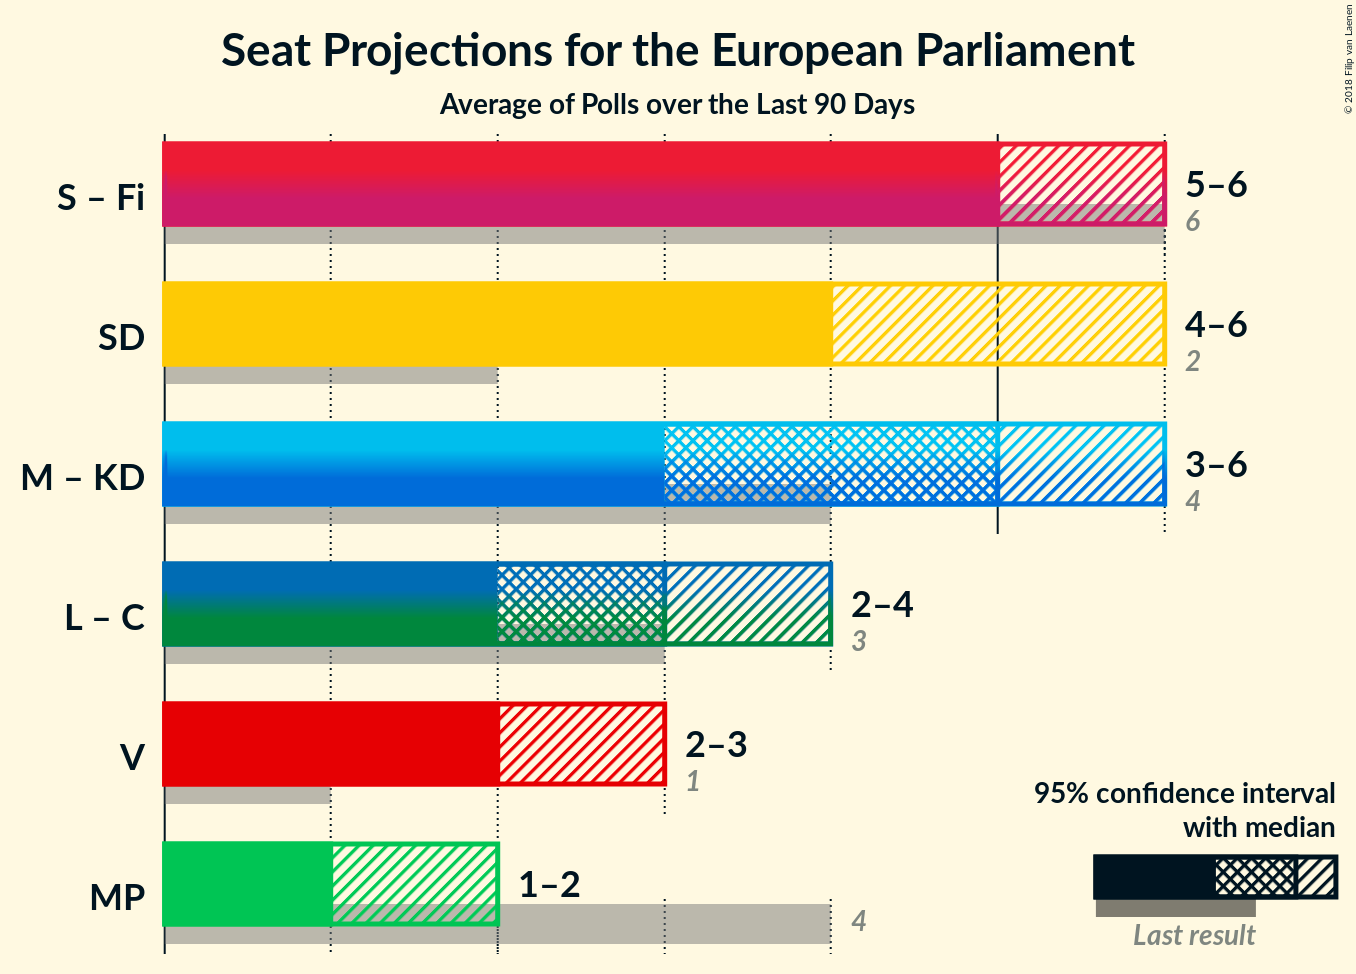 Seat Projections for the European Parliament
Average of Polls over the Last 90 Days
© 2018 Filip van Laenen
S – Fi
5–6
6
SD
4–6
2
M – KD
3–6
4
L – C
2–4
3
V
2–3
1
MP
1–2
4
95% confidence interval
with median
Last result